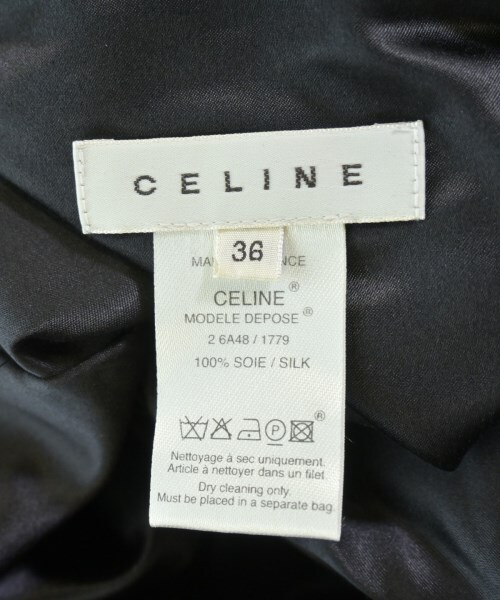 CELINE
36
CELINE®
MODELE DEPOSE®
2 6A48 / 1779
100% SOIE / SILK
P
®
Nettoyage à sec uniquement.
Article à nettoyer dans un filet.
Dry cleaning only.
Must be placed in a separate bag.